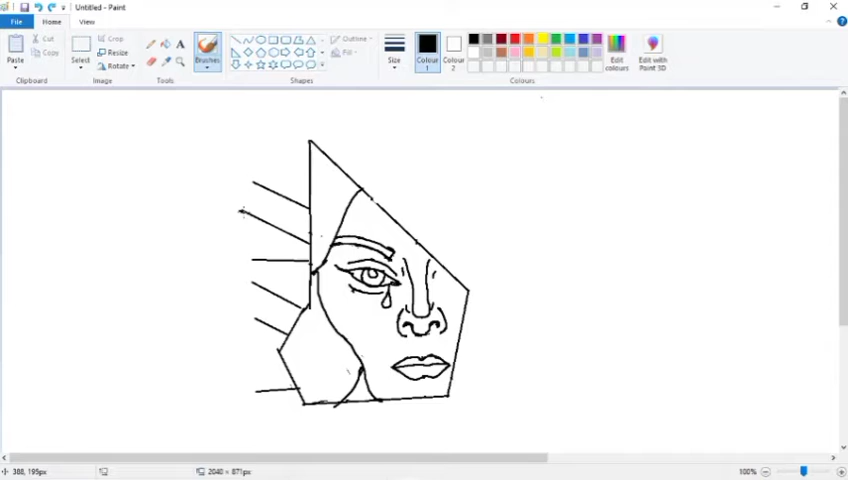 Untitled - Paint
File Home View
Paste
Cut
Copy
Clipboard
Select
Crop
Resize
Rotate
Image
A
Tools
Brushes
Outline
Fill
Shapes
Size
Colour 1
Colour 2
Edit colours
Edit with Paint 3D
Colours
388, 195px
2040 × 871px
100%